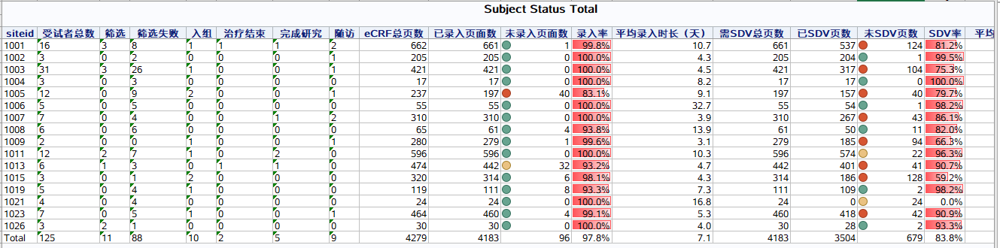 Subject Status Total
siteid 受试者总数 筛选 筛选失败 入组 治疗结束 完成研究 随访 eCRF总页数 已录入页面数 未录入页面数 录入率 平均录入时长（天） 需SDV总页数 已SDV页数 未SDV页数 SDV率 平均
1001 16 3 8 1 1 1 2 662 661 1 99.8% 10.7 661 537 124 81.2%
1002 3 0 2 0 0 0 1 205 205 0 100.0% 4.3 205 204 1 99.5%
1003 31 3 26 1 0 0 1 421 421 0 100.0% 4.5 421 317 104 75.3%
1004 3 0 3 0 0 0 0 17 17 0 100.0% 8.2 17 17 0 100.0%
1005 12 0 9 2 0 0 1 237 197 40 83.1% 9.1 197 157 40 79.7%
1006 5 0 5 0 0 0 0 55 55 0 100.0% 32.7 55 54 1 98.2%
1007 7 0 4 0 0 1 2 310 310 0 100.0% 3.9 310 267 43 86.1%
1008 6 0 6 0 0 0 0 65 61 4 93.8% 13.9 61 50 11 82.0%
1009 2 0 0 1 0 0 1 280 279 1 99.6% 3.1 279 185 94 66.3%
1011 12 2 7 1 0 2 0 596 596 0 100.0% 10.3 596 574 22 96.3%
1013 6 1 3 0 1 1 0 474 442 32 93.2% 4.7 442 401 41 90.7%
1015 3 0 1 2 0 0 0 320 314 6 98.1% 4.3 314 186 128 59.2%
1019 5 0 4 1 0 0 0 119 111 8 93.3% 7.3 111 109 2 98.2%
1021 4 0 4 0 0 0 0 24 24 0 100.0% 16.8 24 0 24 0.0%
1023 7 0 5 1 0 0 1 464 460 4 99.1% 5.3 460 418 42 90.9%
1026 3 2 1 0 0 0 0 30 30 0 100.0% 4.0 30 28 2 93.3%
Total 125 11 88 10 2 5 9 4279 4183 96 97.8% 7.1 4183 3504 679 83.8%